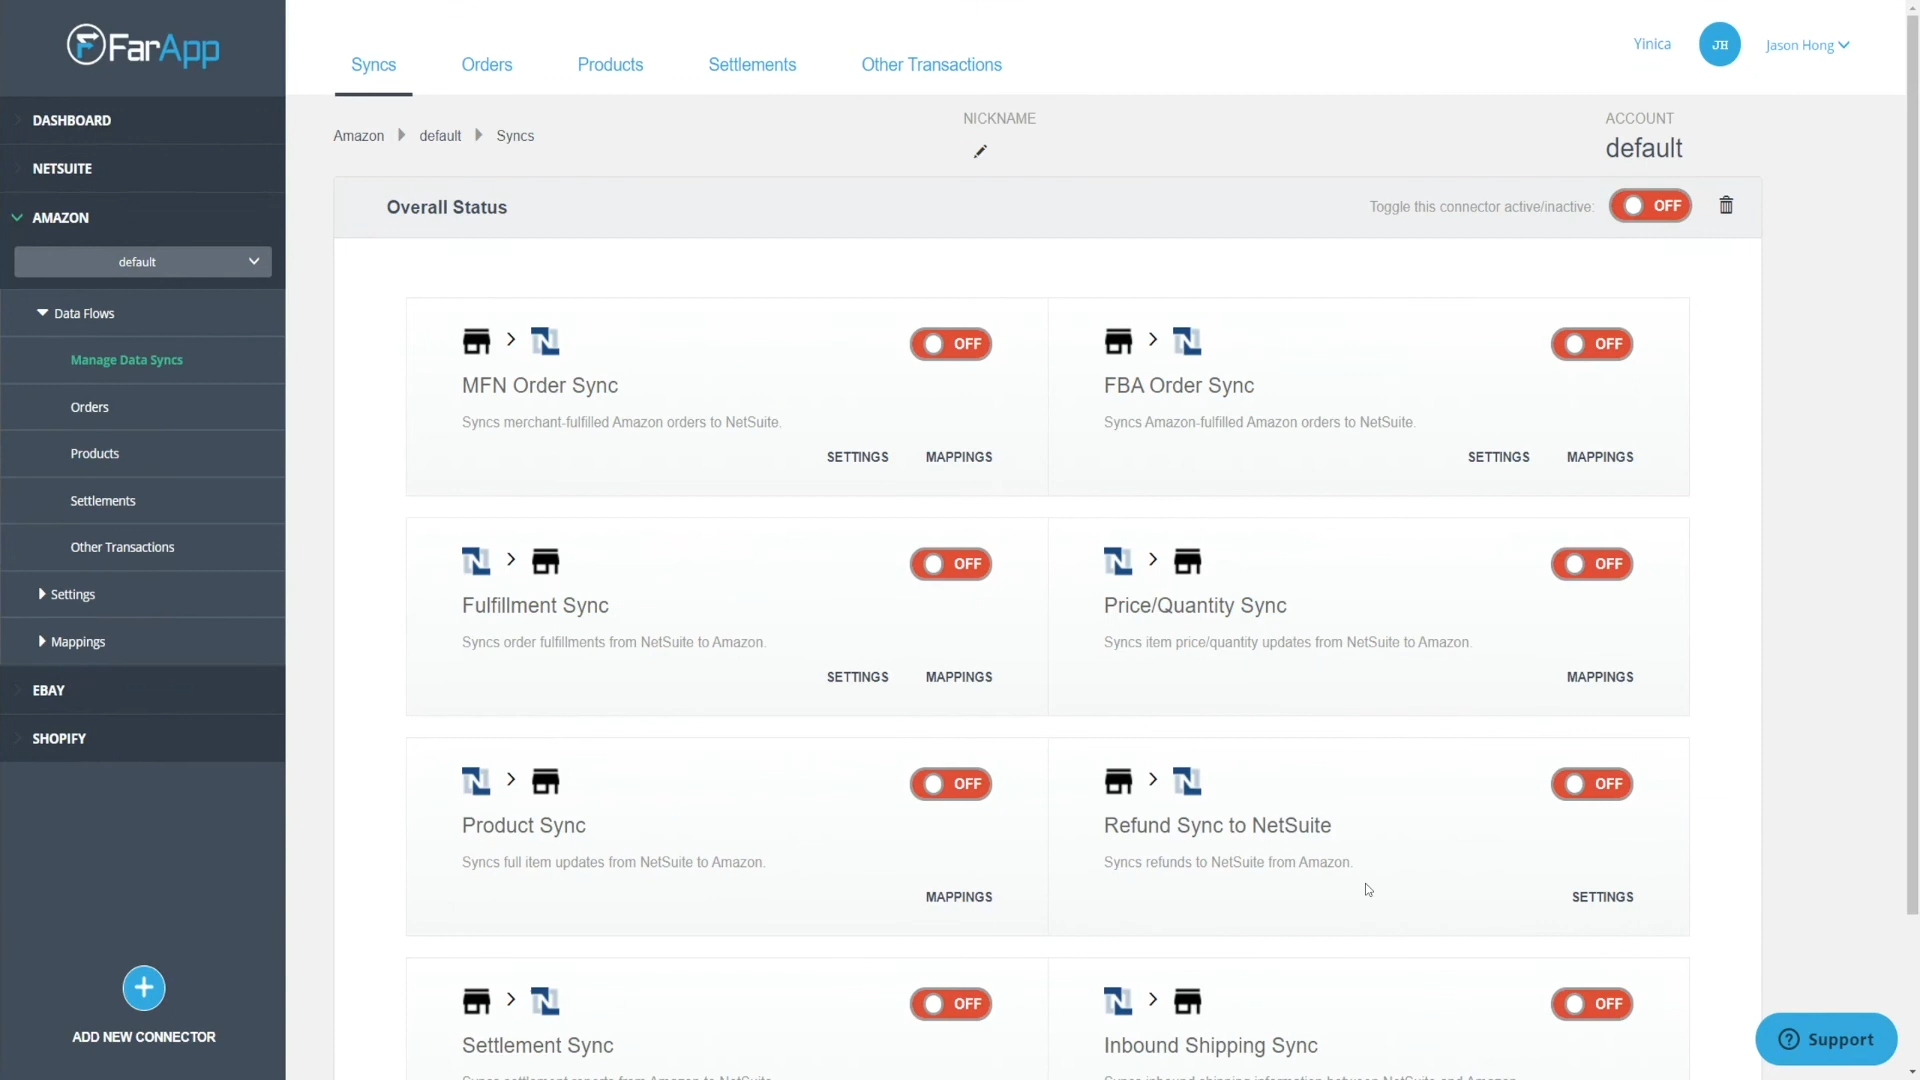 FarApp
Syncs
Orders
Products
Settlements
Other Transactions
Yinica
JH
Jason Hong
DASHBOARD
NETSUITE
AMAZON
default
Data Flows
Manage Data Syncs
Orders
Products
Settlements
Other Transactions
Settings
Mappings
EBAY
SHOPIFY
ADD NEW CONNECTOR
Amazon default Syncs
NICKNAME
ACCOUNT
default
Overall Status
Toggle this connector active/inactive:
OFF
OFF
MFN Order Sync
Syncs merchant-fulfilled Amazon orders to NetSuite.
SETTINGS MAPPINGS
OFF
FBA Order Sync
Syncs Amazon-fulfilled Amazon orders to NetSuite.
SETTINGS MAPPINGS
OFF
Fulfillment Sync
Syncs order fulfillments from NetSuite to Amazon.
SETTINGS MAPPINGS
OFF
Price/Quantity Sync
Syncs item price/quantity updates from NetSuite to Amazon.
MAPPINGS
OFF
Product Sync
Syncs full item updates from NetSuite to Amazon.
MAPPINGS
OFF
Refund Sync to NetSuite
Syncs refunds to NetSuite from Amazon.
SETTINGS
OFF
Settlement Sync
Syncs settlement reports from Amazon to NetSuite.
OFF
Inbound Shipping Sync
Syncs inbound shipping information between NetSuite and Amazon.
Support